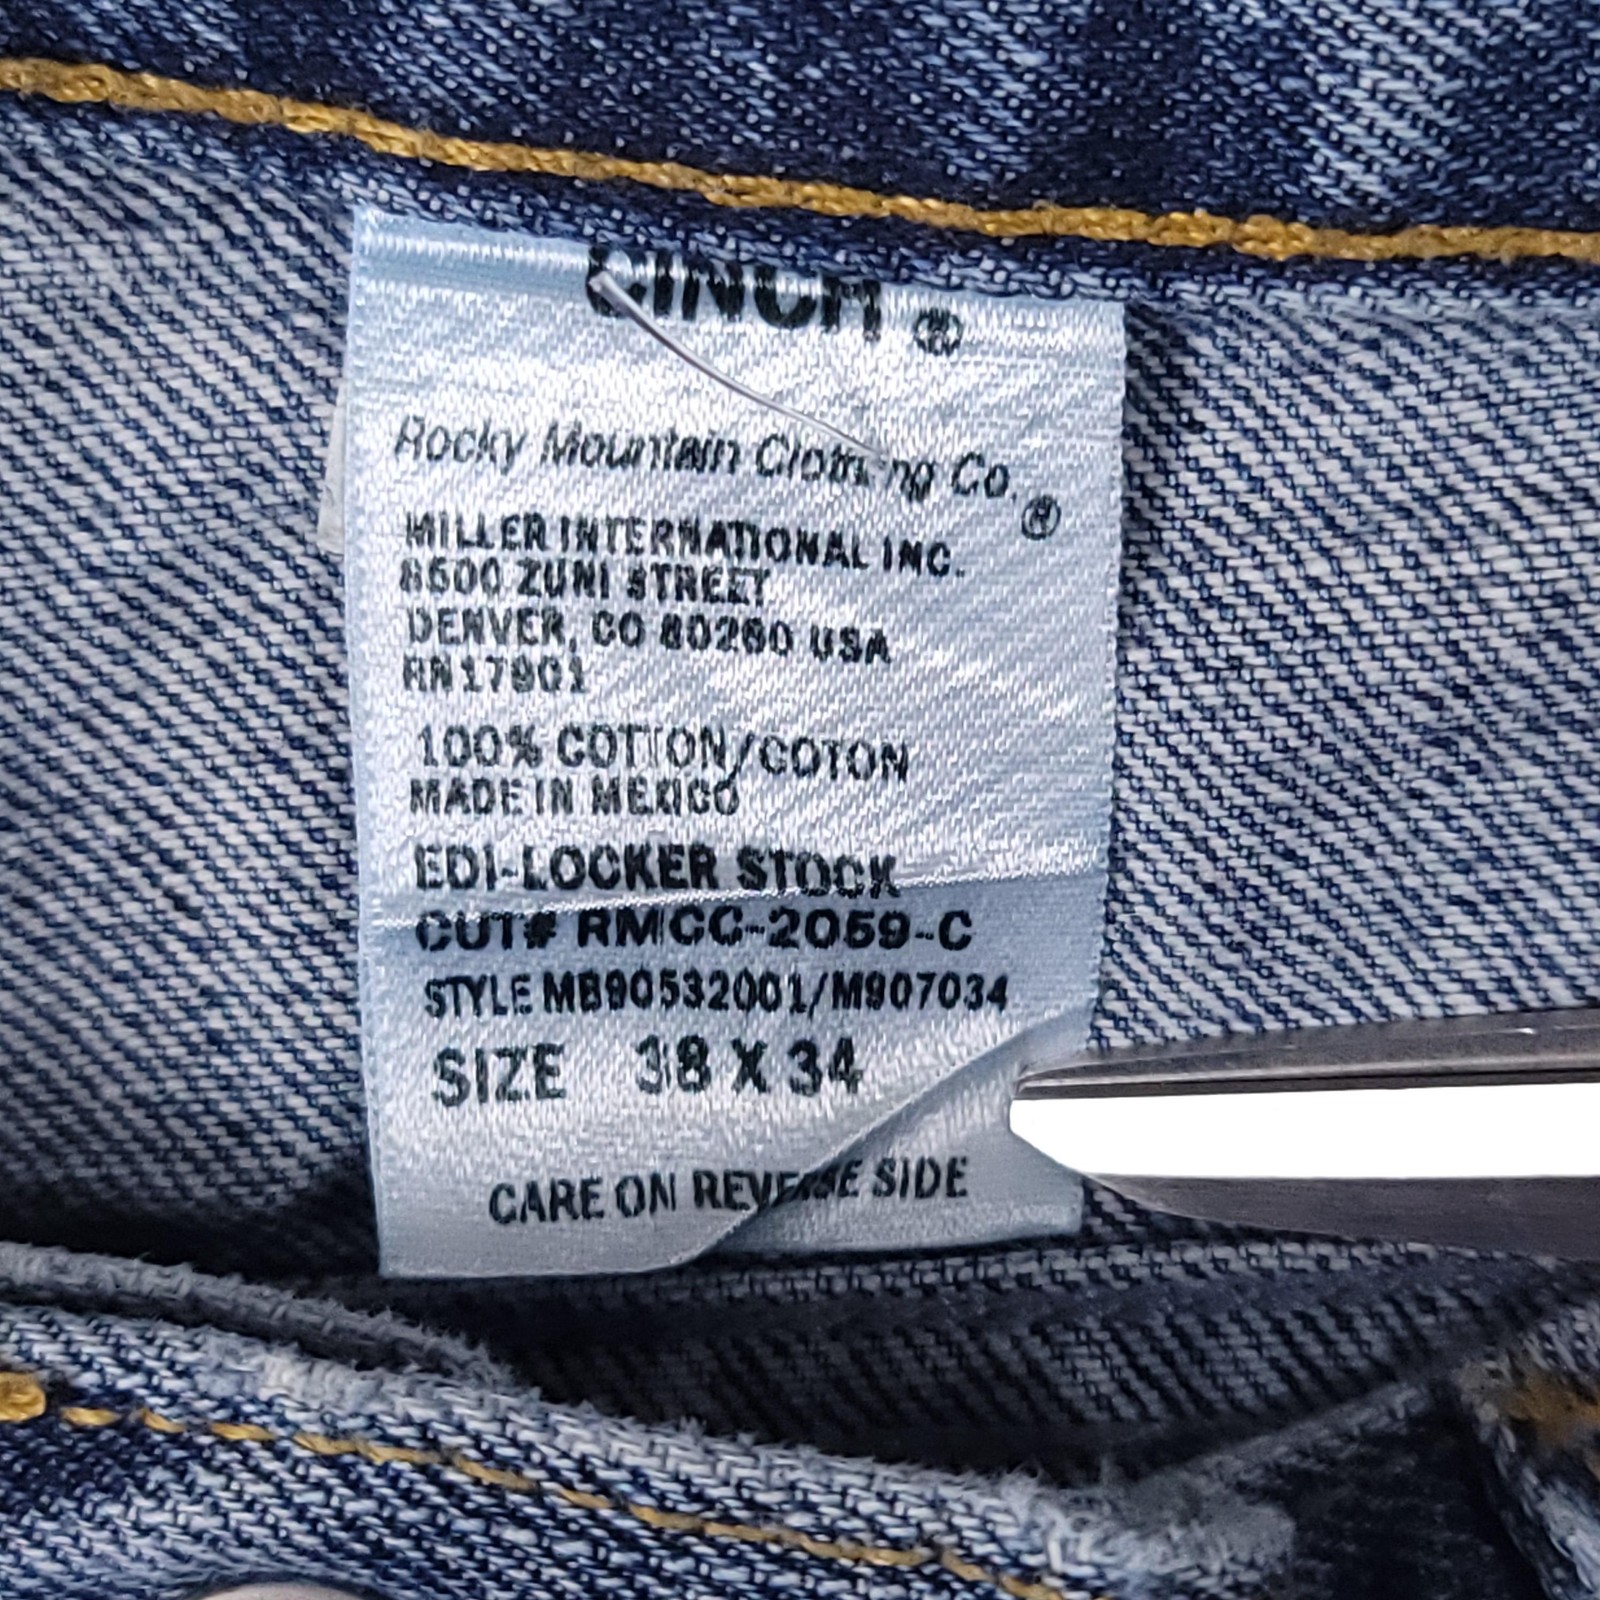 CINCH ®
Rocky Mountain Clothing Co. ®
MILLER INTERNATIONAL INC.
8500 ZUNI STREET
DENVER, CO 80260 USA
RN17801
100% COTTON/COTON
MADE IN MEXICO
EDI-LOCKER STOCK
CUT# RMCC-2059-C
STYLE MB90532001/M907034
SIZE 38 X 34
CARE ON REVERSE SIDE